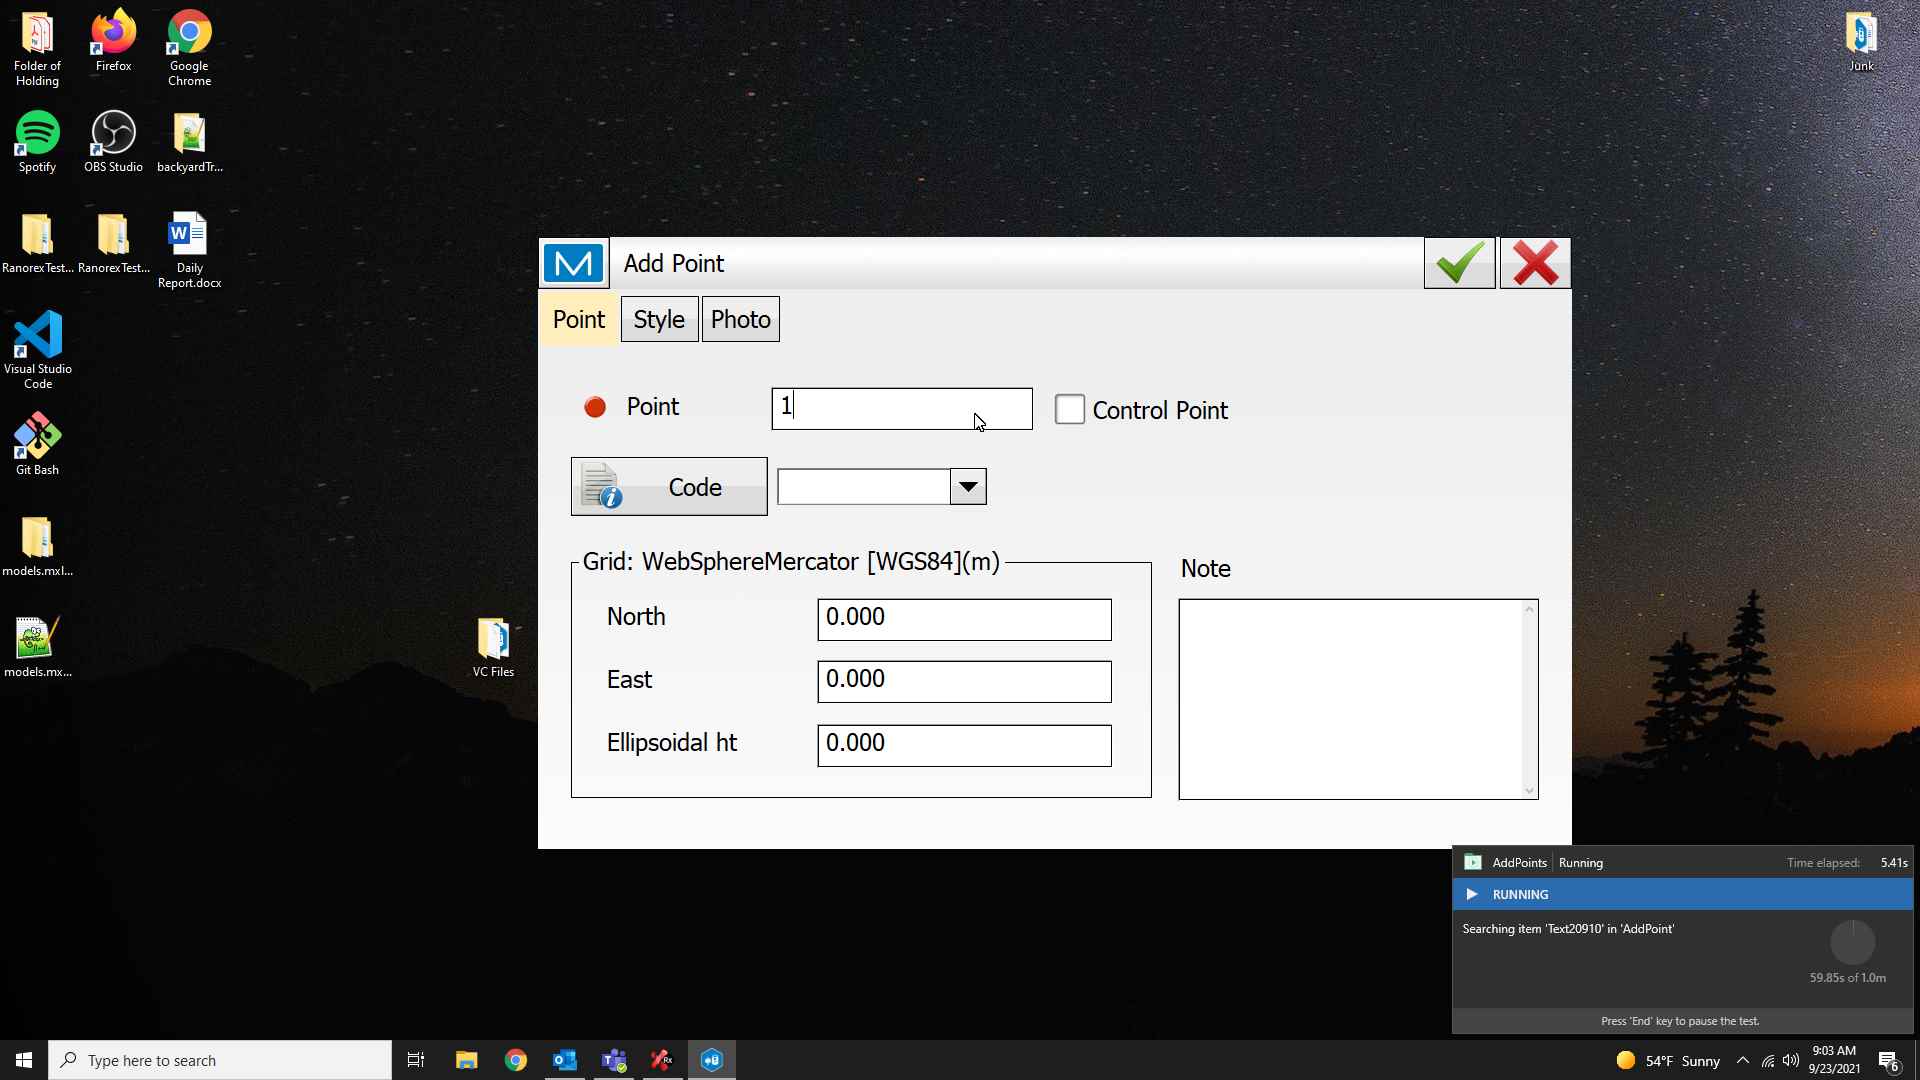 Folder of
Holding
Firefox
Google
Chrome
Junk
Spotify
OBS Studio
backyardTr...
RanorexTest...
RanorexTest...
Daily
Report.docx
Visual Studio
Code
Git Bash
models.mxl...
models.mx...
VC Files
Add Point
Point
Style
Photo
Point
1
Control Point
Code
Grid: WebSphereMercator [WGS84](m)
North
0.000
East
0.000
Ellipsoidal ht
0.000
Note
AddPoints
Running
Time elapsed:
5.41s
RUNNING
Searching item 'Text20910' in 'AddPoint'
59.85s of 1.0m
Press 'End' key to pause the test.
Type here to search
54°F Sunny
9:03 AM
9/23/2021
6